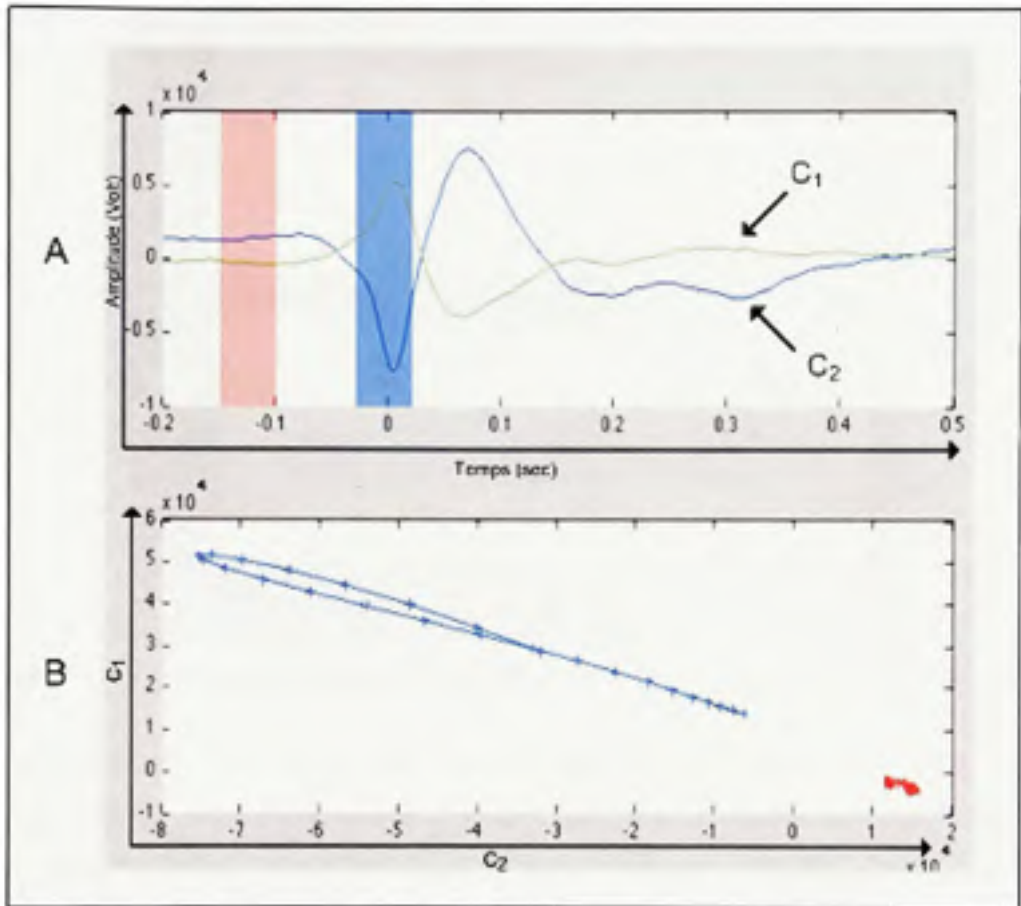 x 10⁴
1
0.5
0
-0.5
-1
Amplitude (Volt)
A
C₁
C₂
-0.2 -0.1 0 0.1 0.2 0.3 0.4 0.5
Temps (sec)
x 10⁴
6
5
4
3
2
1
0
-1
C₁
B
-8 -7 -6 -5 -4 -3 -2 -1 0 1 2
C₂
x 10⁴